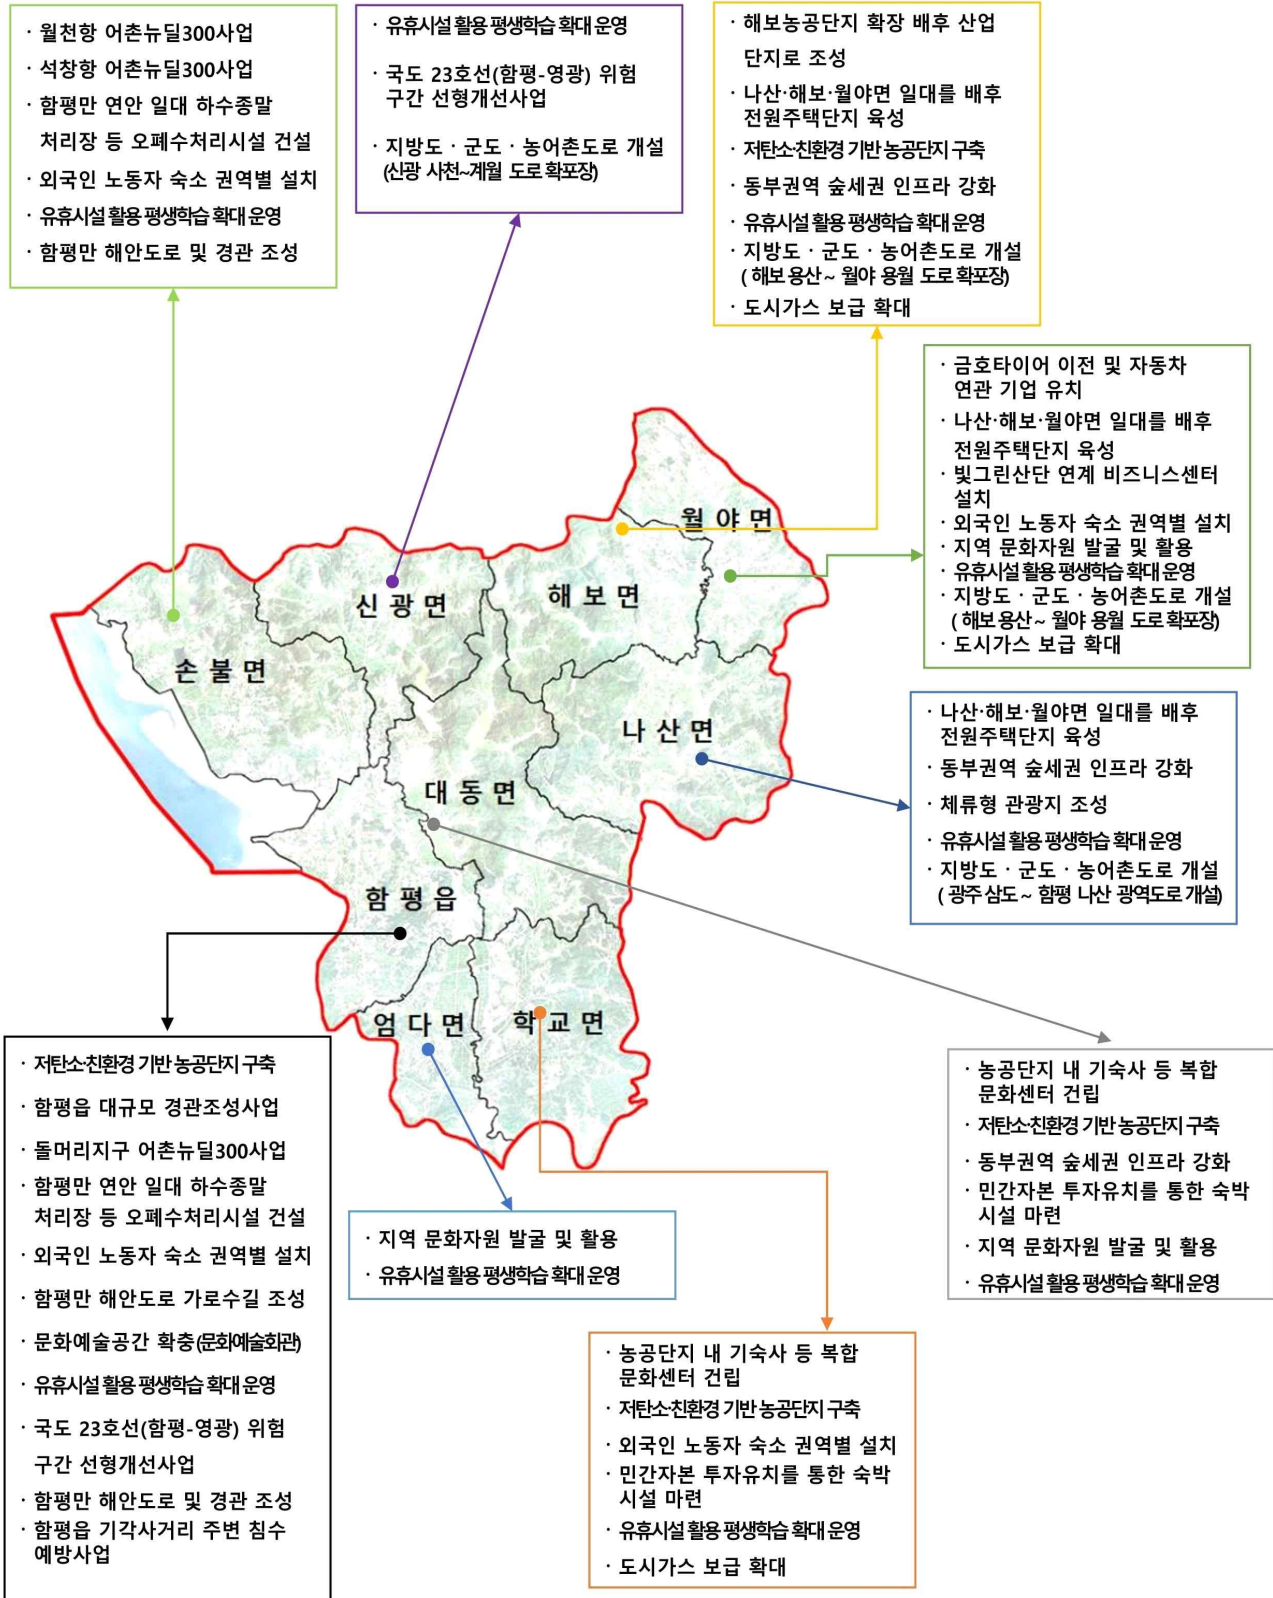 · 월천항 어촌뉴딜300사업
· 석창항 어촌뉴딜300사업
· 함평만 연안 일대 하수종말
처리장 등 오폐수처리시설 건설
· 외국인 노동자 숙소 권역별 설치
· 유휴시설 활용 평생학습 확대 운영
· 함평만 해안도로 및 경관 조성
· 유휴시설 활용 평생학습 확대 운영
· 국도 23호선(함평-영광) 위험
구간 선형개선사업
· 지방도 · 군도 · 농어촌도로 개설
(신광 사천~계월 도로 확포장)
· 해보농공단지 확장 배후 산업
단지로 조성
· 나산·해보·월야면 일대를 배후
전원주택단지 육성
· 저탄소·친환경 기반 농공단지 구축
· 동부권역 숲세권 인프라 강화
· 유휴시설 활용 평생학습 확대 운영
· 지방도 · 군도 · 농어촌도로 개설
( 해보 용산 ~ 월야 용월 도로 확포장)
· 도시가스 보급 확대
· 금호타이어 이전 및 자동차
연관 기업 유치
· 나산·해보·월야면 일대를 배후
전원주택단지 육성
· 빛그린산단 연계 비즈니스센터
설치
· 외국인 노동자 숙소 권역별 설치
· 지역 문화자원 발굴 및 활용
· 유휴시설 활용 평생학습 확대 운영
· 지방도 · 군도 · 농어촌도로 개설
( 해보 용산 ~ 월야 용월 도로 확포장)
· 도시가스 보급 확대
월야면
해보면
신광면
손불면
나산면
대동면
함평읍
엄다면
학교면
· 나산·해보·월야면 일대를 배후
전원주택단지 육성
· 동부권역 숲세권 인프라 강화
· 체류형 관광지 조성
· 유휴시설 활용 평생학습 확대 운영
· 지방도 · 군도 · 농어촌도로 개설
( 광주 삼도 ~ 함평 나산 광역도로 개설)
· 저탄소·친환경 기반 농공단지 구축
· 함평읍 대규모 경관조성사업
· 돌머리지구 어촌뉴딜300사업
· 함평만 연안 일대 하수종말
처리장 등 오폐수처리시설 건설
· 외국인 노동자 숙소 권역별 설치
· 함평만 해안도로 가로수길 조성
· 문화예술공간 확충(문화예술회관)
· 유휴시설 활용 평생학습 확대 운영
· 국도 23호선(함평-영광) 위험
구간 선형개선사업
· 함평만 해안도로 및 경관 조성
· 함평읍 기각사거리 주변 침수
예방사업
· 지역 문화자원 발굴 및 활용
· 유휴시설 활용 평생학습 확대 운영
· 농공단지 내 기숙사 등 복합
문화센터 건립
· 저탄소·친환경 기반 농공단지 구축
· 외국인 노동자 숙소 권역별 설치
· 민간자본 투자유치를 통한 숙박
시설 마련
· 유휴시설 활용 평생학습 확대 운영
· 도시가스 보급 확대
· 농공단지 내 기숙사 등 복합
문화센터 건립
· 저탄소·친환경 기반 농공단지 구축
· 동부권역 숲세권 인프라 강화
· 민간자본 투자유치를 통한 숙박
시설 마련
· 지역 문화자원 발굴 및 활용
· 유휴시설 활용 평생학습 확대 운영